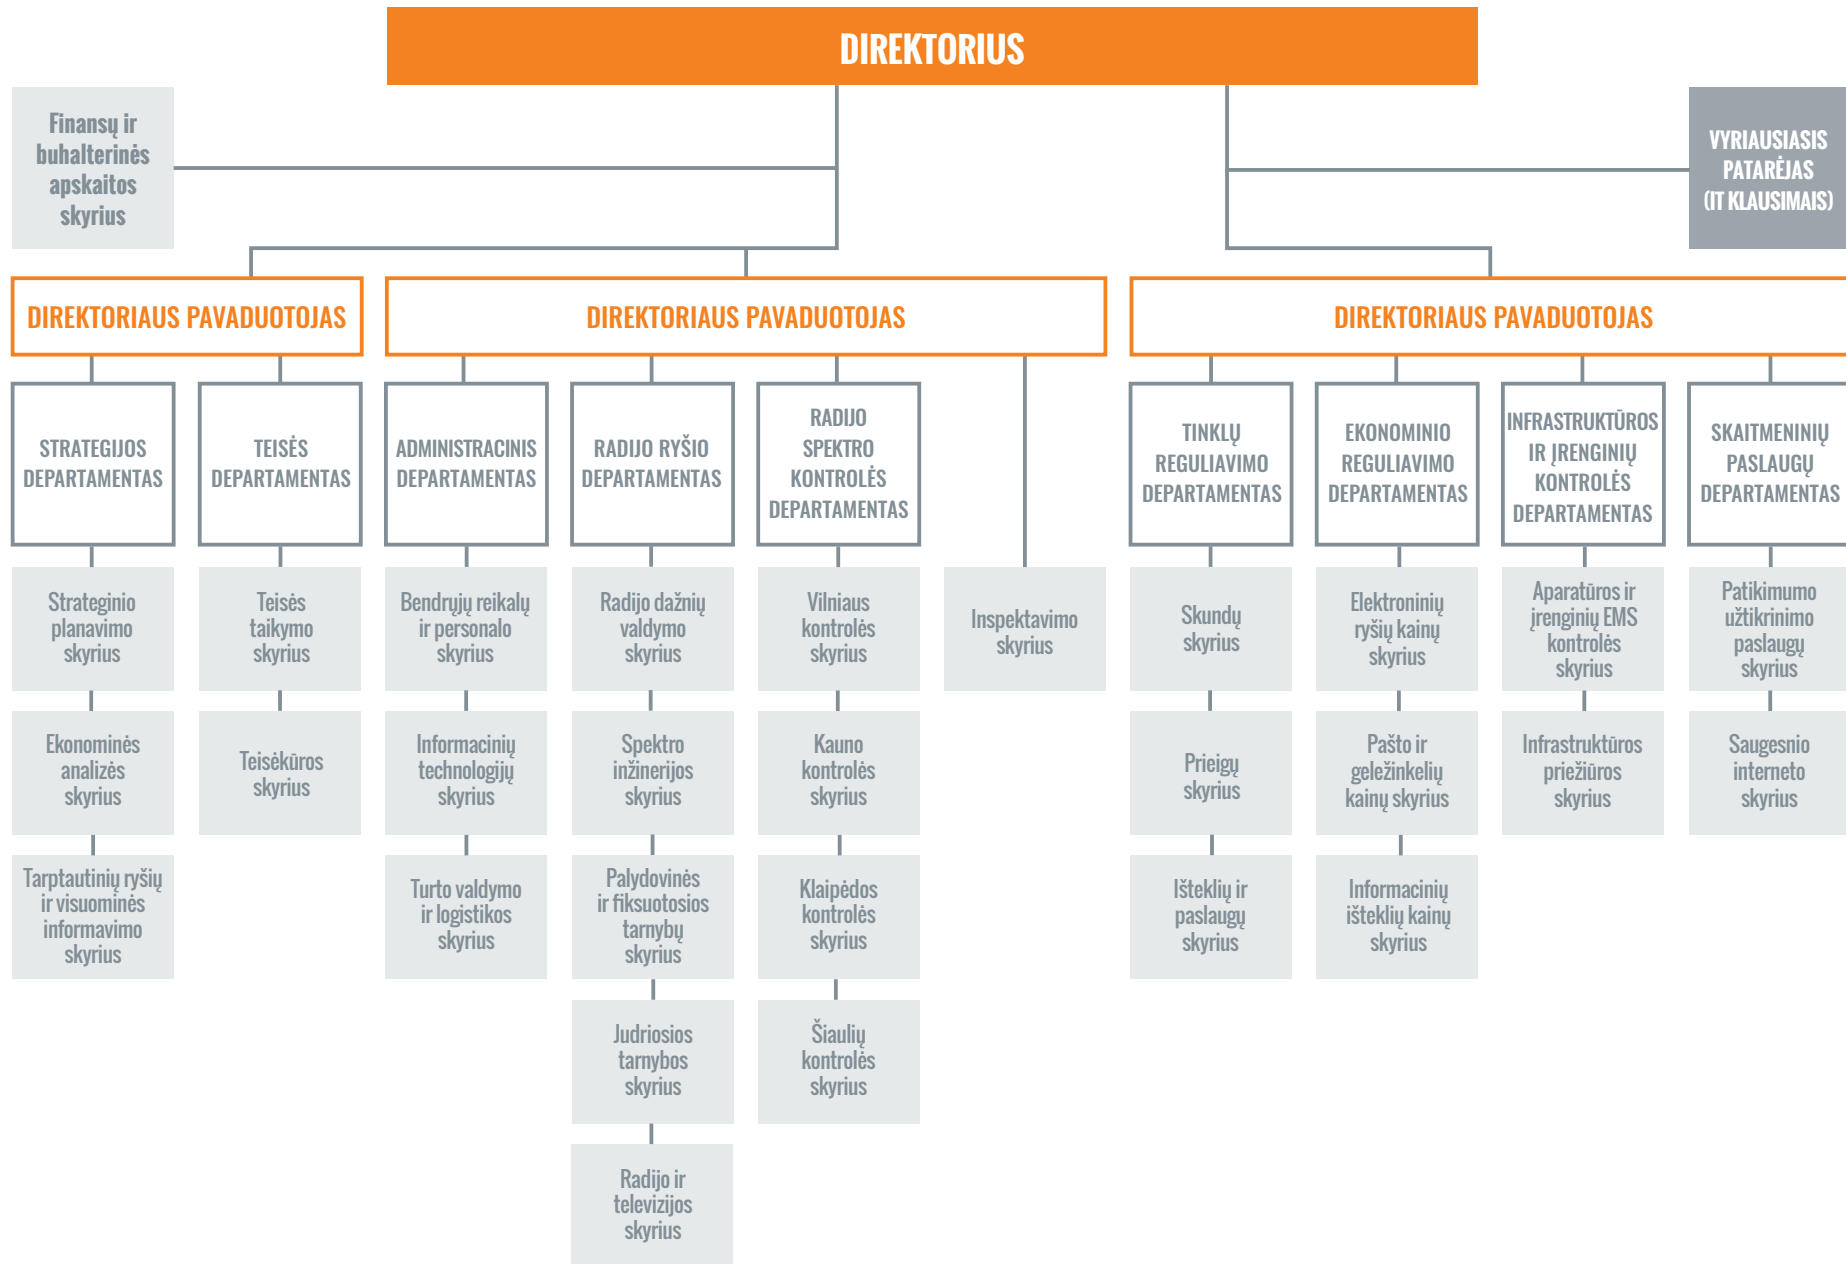 DIREKTORIUS
Finansų ir
buhalterinės
apskaitos
skyrius
VYRIAUSIASIS
PATARĖJAS
(IT KLAUSIMAIS)
DIREKTORIAUS PAVADUOTOJAS
DIREKTORIAUS PAVADUOTOJAS
DIREKTORIAUS PAVADUOTOJAS
STRATEGIJOS
DEPARTAMENTAS
TEISĖS
DEPARTAMENTAS
ADMINISTRACINIS
DEPARTAMENTAS
RADIJO RYŠIO
DEPARTAMENTAS
RADIJO
SPEKTRO
KONTROLĖS
DEPARTAMENTAS
TINKLŲ
REGULIAVIMO
DEPARTAMENTAS
EKONOMINIO
REGULIAVIMO
DEPARTAMENTAS
INFRASTRUKTŪROS
IR ĮRENGINIŲ
KONTROLĖS
DEPARTAMENTAS
SKAITMENINIŲ
PASLAUGŲ
DEPARTAMENTAS
Strateginio
planavimo
skyrius
Teisės
taikymo
skyrius
Bendrųjų reikalų
ir personalo
skyrius
Radijo dažnių
valdymo
skyrius
Vilniaus
kontrolės
skyrius
Inspektavimo
skyrius
Skundų
skyrius
Elektroninių
ryšių kainų
skyrius
Aparatūros ir
įrenginių EMS
kontrolės
skyrius
Patikimumo
užtikrinimo
paslaugų
skyrius
Ekonominės
analizės
skyrius
Teisėkūros
skyrius
Informacinių
technologijų
skyrius
Spektro
inžinerijos
skyrius
Kauno
kontrolės
skyrius
Prieigų
skyrius
Pašto ir
geležinkelių
kainų skyrius
Infrastruktūros
priežiūros
skyrius
Saugesnio
interneto
skyrius
Tarptautinių ryšių
ir visuominės
informavimo
skyrius
Turto valdymo
ir logistikos
skyrius
Palydovinės
ir fiksuotosios
tarnybų
skyrius
Klaipėdos
kontrolės
skyrius
Išteklių ir
paslaugų
skyrius
Informacinių
išteklių kainų
skyrius
Judriosios
tarnybos
skyrius
Šiaulių
kontrolės
skyrius
Radijo ir
televizijos
skyrius